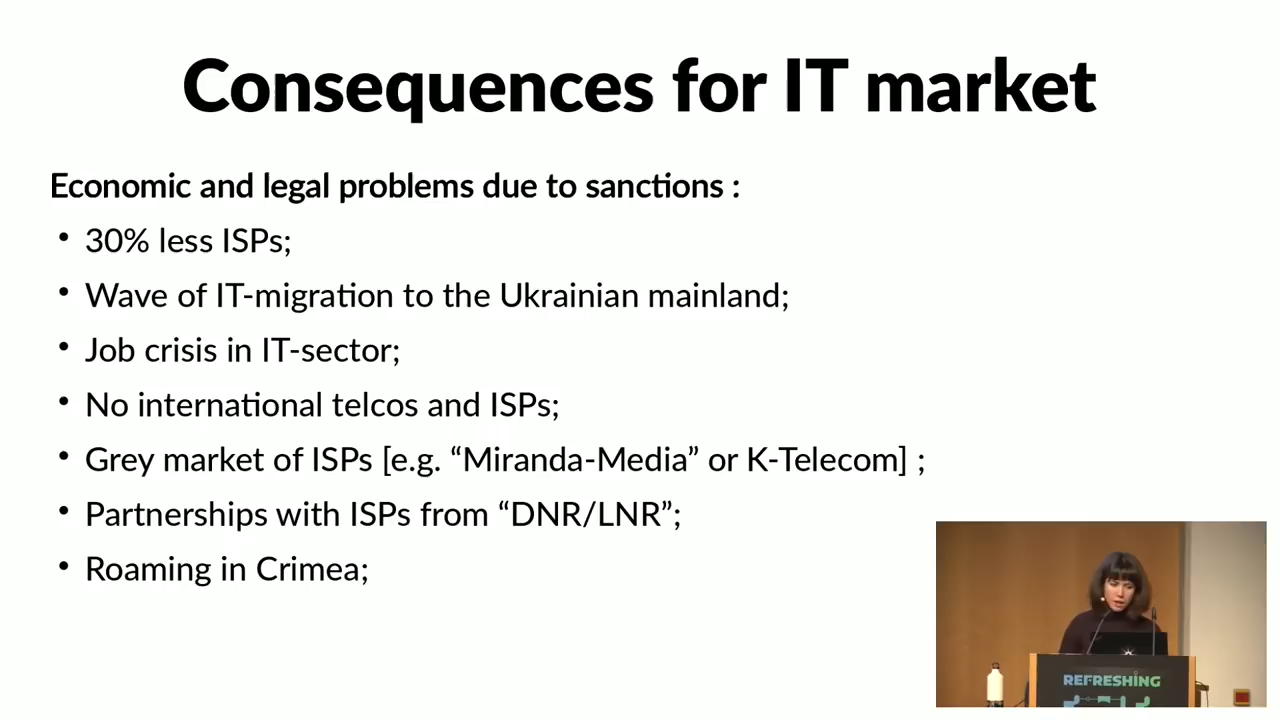 Consequences for IT market
Economic and legal problems due to sanctions :
• 30% less ISPs;
• Wave of IT-migration to the Ukrainian mainland;
• Job crisis in IT-sector;
• No international telcos and ISPs;
• Grey market of ISPs [e.g. “Miranda-Media” or K-Telecom] ;
• Partnerships with ISPs from “DNR/LNR”;
• Roaming in Crimea;
REFRESHING